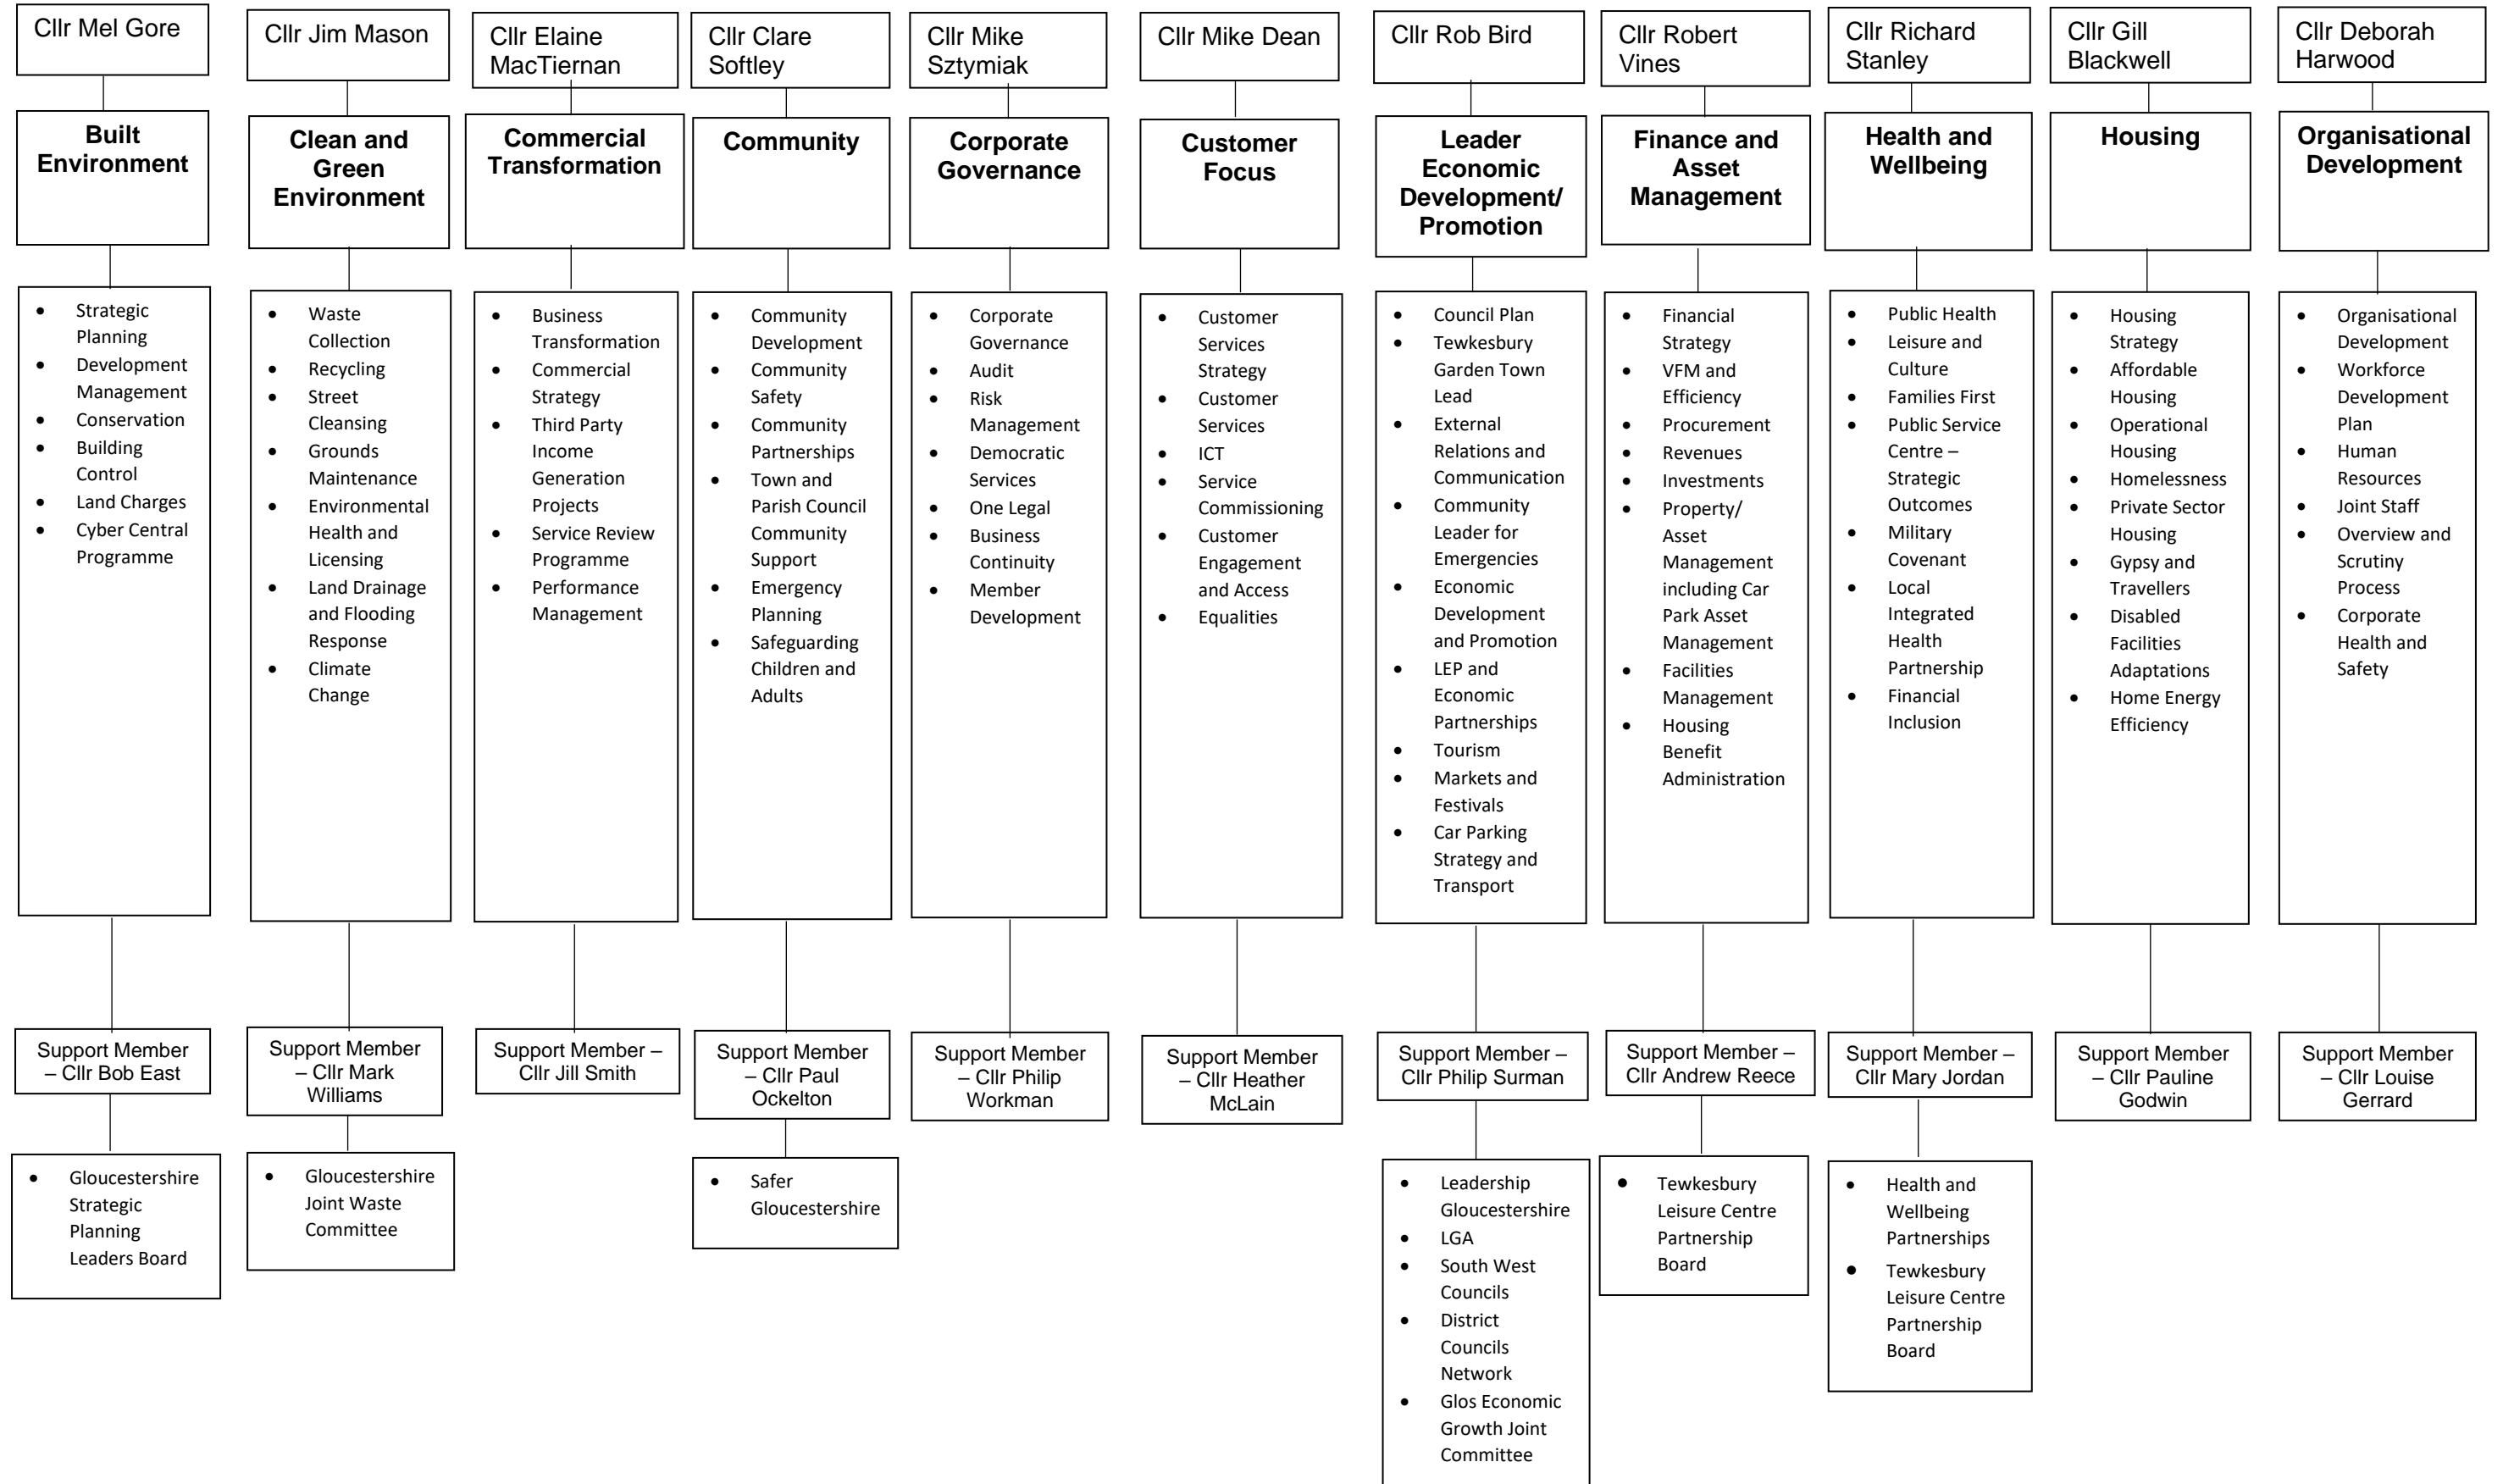 Cllr Mel Gore
Built
Environment
• Strategic
Planning
• Development
Management
• Conservation
• Building
Control
• Land Charges
• Cyber Central
Programme
Support Member
– Cllr Bob East
• Gloucestershire
Strategic
Planning
Leaders Board
Cllr Jim Mason
Clean and
Green
Environment
• Waste
Collection
• Recycling
• Street
Cleansing
• Grounds
Maintenance
• Environmental
Health and
Licensing
• Land Drainage
and Flooding
Response
• Climate
Change
Support Member
– Cllr Mark
Williams
• Gloucestershire
Joint Waste
Committee
Cllr Elaine
MacTiernan
Commercial
Transformation
• Business
Transformation
• Commercial
Strategy
• Third Party
Income
Generation
Projects
• Service Review
Programme
• Performance
Management
Support Member –
Cllr Jill Smith
Cllr Clare
Softley
Community
• Community
Development
• Community
Safety
• Community
Partnerships
• Town and
Parish Council
Community
Support
• Emergency
Planning
• Safeguarding
Children and
Adults
Support Member
– Cllr Paul
Ockelton
• Safer
Gloucestershire
Cllr Mike
Sztymiak
Corporate
Governance
• Corporate
Governance
• Audit
• Risk
Management
• Democratic
Services
• One Legal
• Business
Continuity
• Member
Development
Support Member
– Cllr Philip
Workman
Cllr Mike Dean
Customer
Focus
• Customer
Services
Strategy
• Customer
Services
• ICT
• Service
Commissioning
• Customer
Engagement
and Access
• Equalities
Support Member
– Cllr Heather
McLain
Cllr Rob Bird
Leader
Economic
Development/
Promotion
• Council Plan
• Tewkesbury
Garden Town
Lead
• External
Relations and
Communication
• Community
Leader for
Emergencies
• Economic
Development
and Promotion
• LEP and
Economic
Partnerships
• Tourism
• Markets and
Festivals
• Car Parking
Strategy and
Transport
Support Member –
Cllr Philip Surman
• Leadership
Gloucestershire
• LGA
• South West
Councils
• District
Councils
Network
• Glos Economic
Growth Joint
Committee
Cllr Robert
Vines
Finance and
Asset
Management
• Financial
Strategy
• VFM and
Efficiency
• Procurement
• Revenues
• Investments
• Property/
Asset
Management
including Car
Park Asset
Management
• Facilities
Management
• Housing
Benefit
Administration
Support Member –
Cllr Andrew Reece
• Tewkesbury
Leisure Centre
Partnership
Board
Cllr Richard
Stanley
Health and
Wellbeing
• Public Health
• Leisure and
Culture
• Families First
• Public Service
Centre –
Strategic
Outcomes
• Military
Covenant
• Local
Integrated
Health
Partnership
• Financial
Inclusion
Support Member –
Cllr Mary Jordan
• Health and
Wellbeing
Partnerships
• Tewkesbury
Leisure Centre
Partnership
Board
Cllr Gill
Blackwell
Housing
• Housing
Strategy
• Affordable
Housing
• Operational
Housing
• Homelessness
• Private Sector
Housing
• Gypsy and
Travellers
• Disabled
Facilities
Adaptations
• Home Energy
Efficiency
Support Member
– Cllr Pauline
Godwin
Cllr Deborah
Harwood
Organisational
Development
• Organisational
Development
• Workforce
Development
Plan
• Human
Resources
• Joint Staff
• Overview and
Scrutiny
Process
• Corporate
Health and
Safety
Support Member
– Cllr Louise
Gerrard